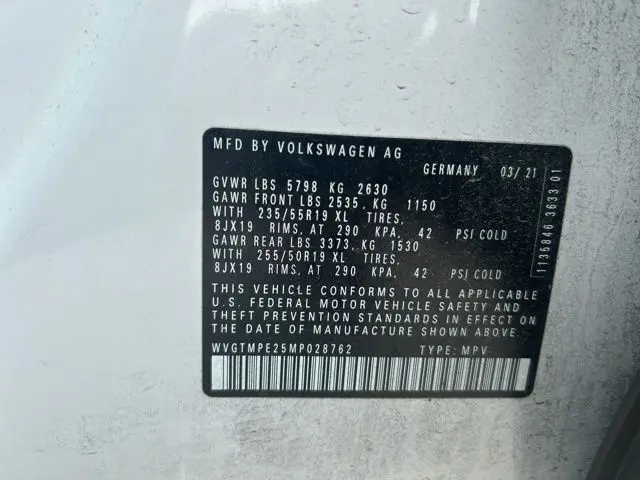 MFD BY VOLKSWAGEN AG
GERMANY 03/21
GVWR LBS 5798 KG 2630
GAWR FRONT LBS 2535, KG 1150
WITH 235/55R19 XL TIRES,
8JX19 RIMS, AT 290 KPA, 42 PSI COLD
GAWR REAR LBS 3373, KG 1530
WITH 255/50R19 XL TIRES,
8JX19 RIMS, AT 290 KPA, 42 PSI COLD
THIS VEHICLE CONFORMS TO ALL APPLICABLE
U.S. FEDERAL MOTOR VEHICLE SAFETY AND
THEFT PREVENTION STANDARDS IN EFFECT ON
THE DATE OF MANUFACTURE SHOWN ABOVE.
WVGTMPE25MP028762 TYPE: MPV
1135846 3633 01